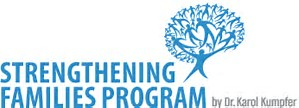 STRENGTHENING
FAMILIES PROGRAM by Dr. Karol Kumpfer